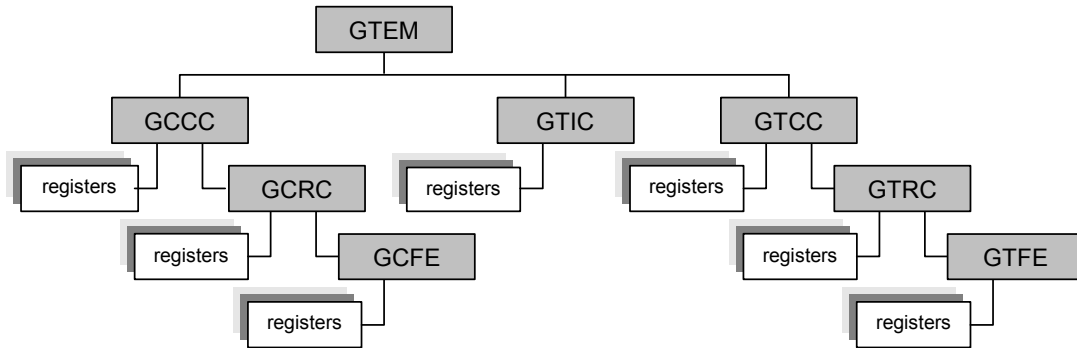 GTEM
GCCC
GTIC
GTCC
registers
GCRC
registers
registers
GTRC
registers
GCFE
registers
GTFE
registers
registers